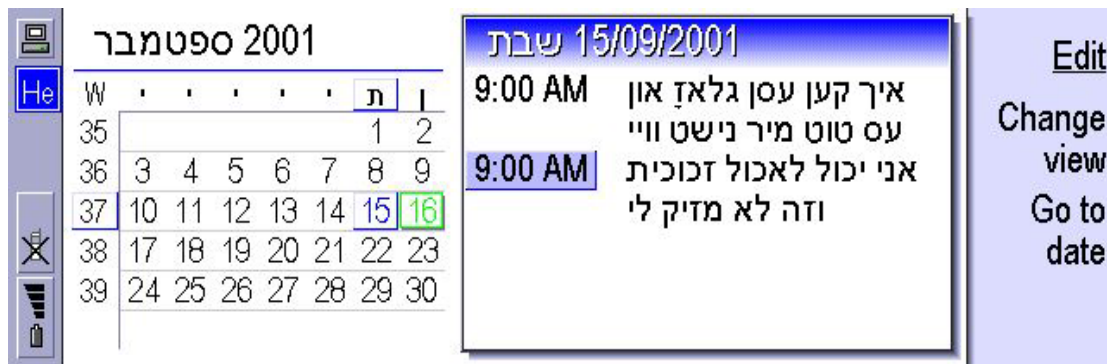 ספטמבר 2001
He
W י י י י י ת ו
35 1 2
36 3 4 5 6 7 8 9
37 10 11 12 13 14 15 16
38 17 18 19 20 21 22 23
39 24 25 26 27 28 29 30
שבת 15/09/2001
9:00 AM איך קען עסן גלאָז און
עס טוט מיר נישט וויי
9:00 AM אני יכול לאכול זכוכית
וזה לא מזיק לי
Edit
Change
view
Go to
date